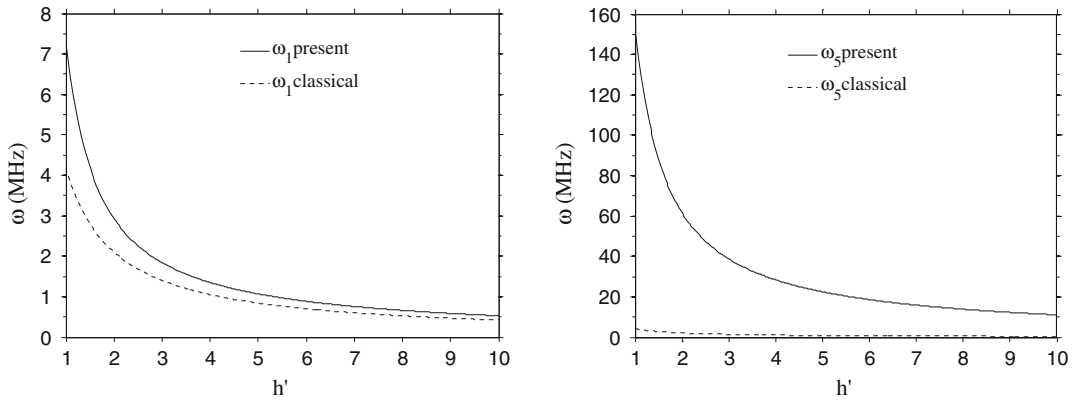 8
7
6
5
4
3
2
1
0
ω (MHz)
ω1present
ω1classical
1 2 3 4 5 6 7 8 9 10
h'
160
140
120
100
80
60
40
20
0
ω (MHz)
ω5present
ω5classical
1 2 3 4 5 6 7 8 9 10
h'